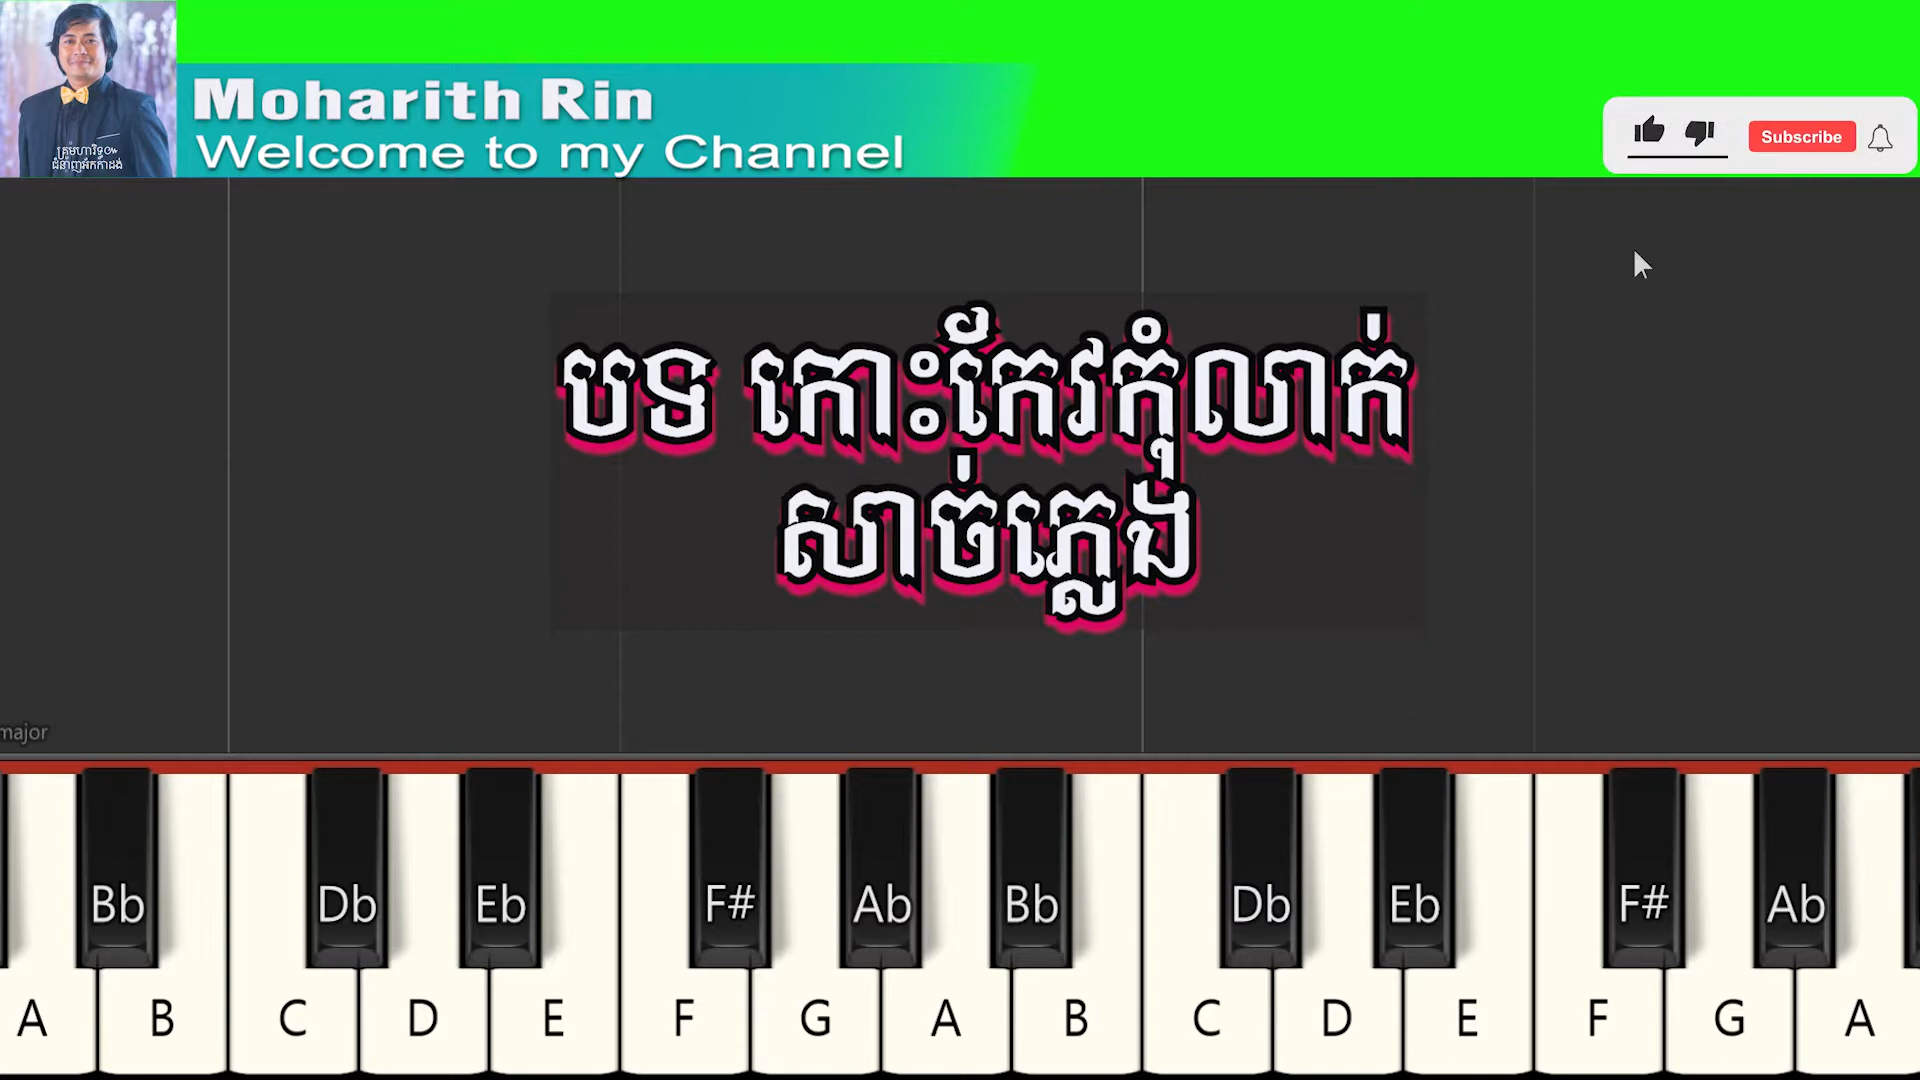 Moharith Rin
Welcome to my Channel
Subscribe
បទ កោះកែវកុំលាក់
សាច់ភ្លេង
major
Bb Db Eb F# Ab Bb Db Eb F# Ab
A B C D E F G A B C D E F G A